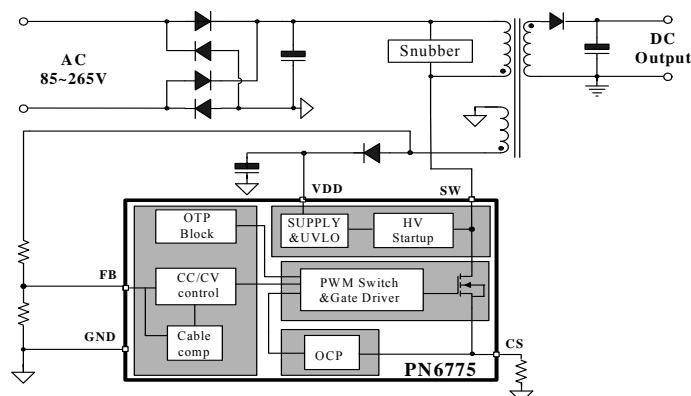 AC
85~265V
Snubber
DC
Output
VDD
SW
OTP
Block
SUPPLY
&UVLO
HV
Startup
FB
CC/CV
control
PWM Switch
&Gate Driver
GND
Cable
comp
OCP
CS
PN6775